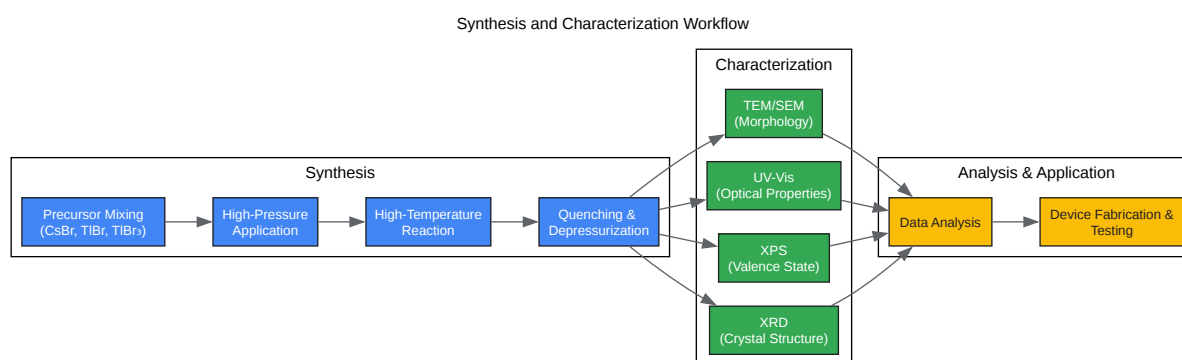 Synthesis and Characterization Workflow
Synthesis
Precursor Mixing
(CsBr, TlBr, TlBr₃)
High-Pressure
Application
High-Temperature
Reaction
Quenching &
Depressurization
Characterization
TEM/SEM
(Morphology)
UV-Vis
(Optical Properties)
XPS
(Valence State)
XRD
(Crystal Structure)
Analysis & Application
Data Analysis
Device Fabrication &
Testing